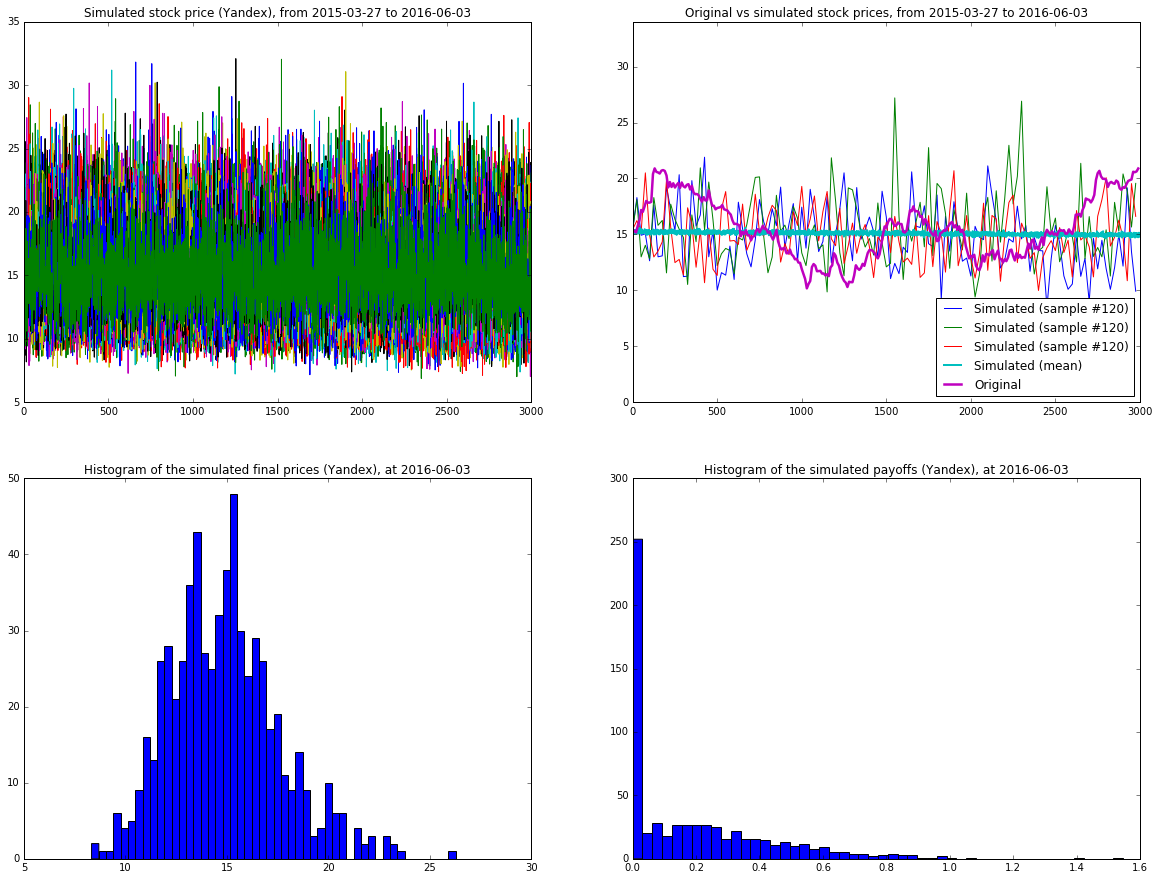 Simulated stock price (Yandex), from 2015-03-27 to 2016-06-03
35
30
25
20
15
10
5
0 500 1000 1500 2000 2500 3000
Original vs simulated stock prices, from 2015-03-27 to 2016-06-03
30
25
20
15
10
5
0
Simulated (sample #120)
Simulated (sample #120)
Simulated (sample #120)
Simulated (mean)
Original
0 500 1000 1500 2000 2500 3000
Histogram of the simulated final prices (Yandex), at 2016-06-03
50
40
30
20
10
0
5 10 15 20 25 30
Histogram of the simulated payoffs (Yandex), at 2016-06-03
300
250
200
150
100
50
0
0.0 0.2 0.4 0.6 0.8 1.0 1.2 1.4 1.6